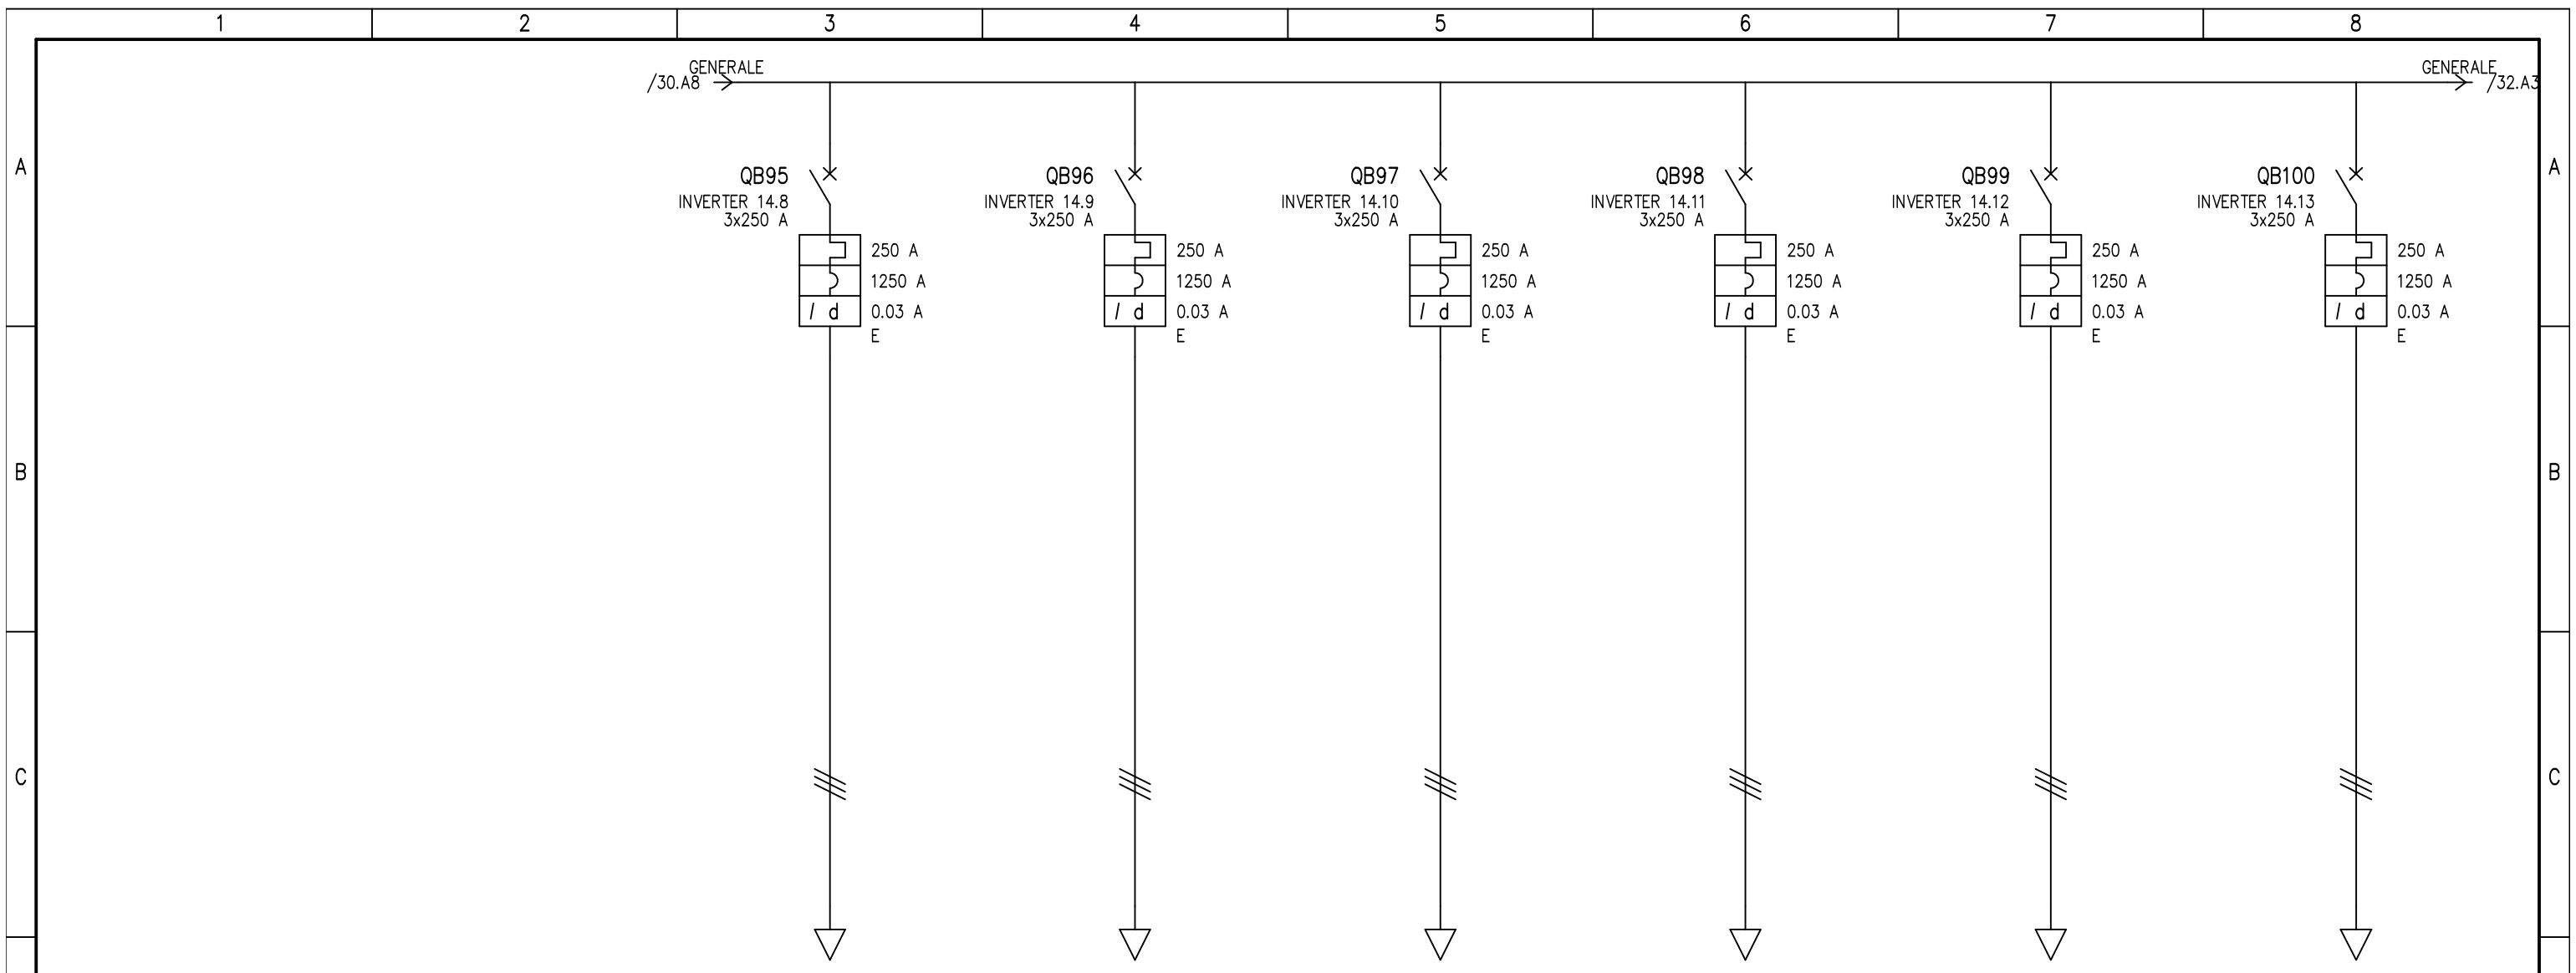 1 2 3 4 5 6 7 8
GENERALE GENERALE
/30.A8 /32.A3
A A
QB95 QB96 QB97 QB98 QB99 QB100
INVERTER 14.8 INVERTER 14.9 INVERTER 14.10 INVERTER 14.11 INVERTER 14.12 INVERTER 14.13
3x250 A 3x250 A 3x250 A 3x250 A 3x250 A 3x250 A
250 A 250 A 250 A 250 A 250 A 250 A
1250 A 1250 A 1250 A 1250 A 1250 A 1250 A
I d 0.03 A I d 0.03 A I d 0.03 A I d 0.03 A I d 0.03 A I d 0.03 A
E E E E E E
B B
C C